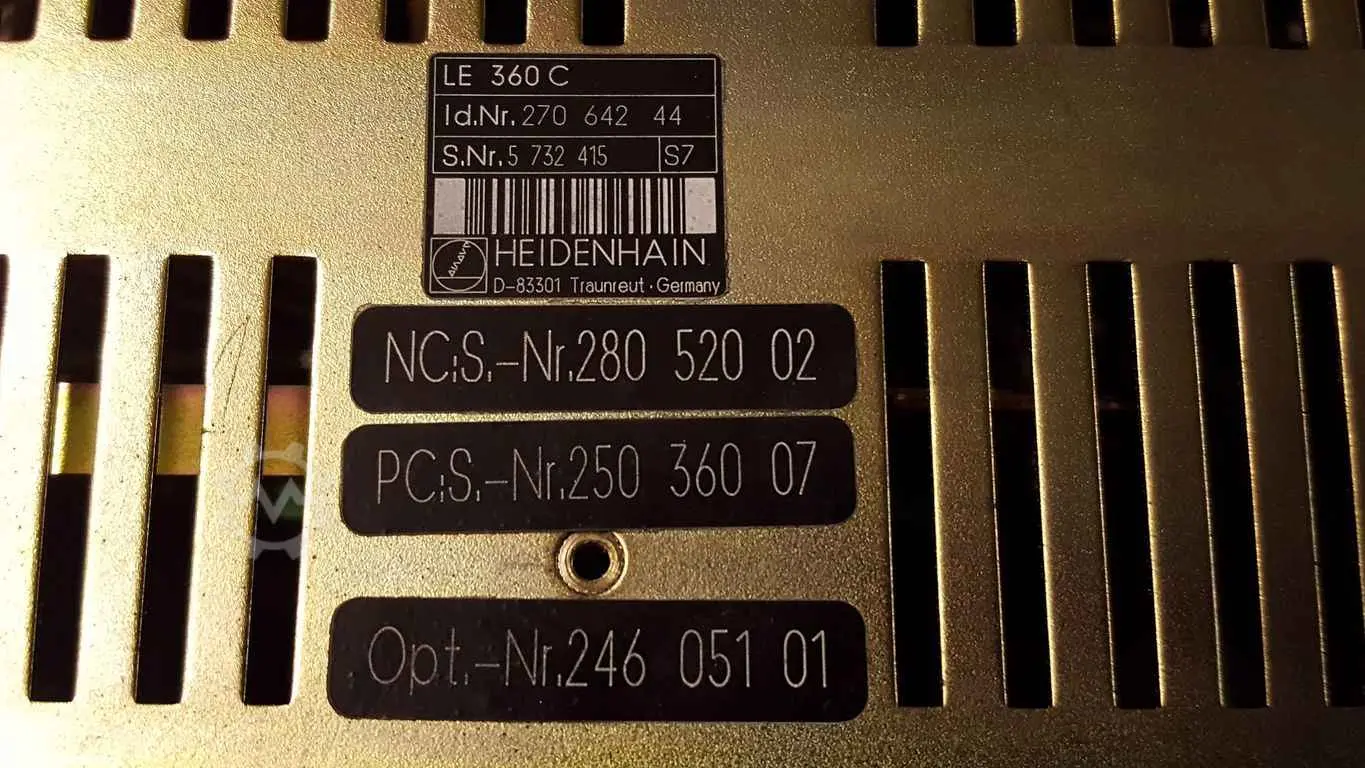 LE 360 C
Id.Nr. 270 642 44
S.Nr. 5 732 415 S7
HEIDENHAIN
D-83301 Traunreut · Germany
NC:S.-Nr. 280 520 02
PC:S.-Nr. 250 360 07
Opt.-Nr. 246 051 01